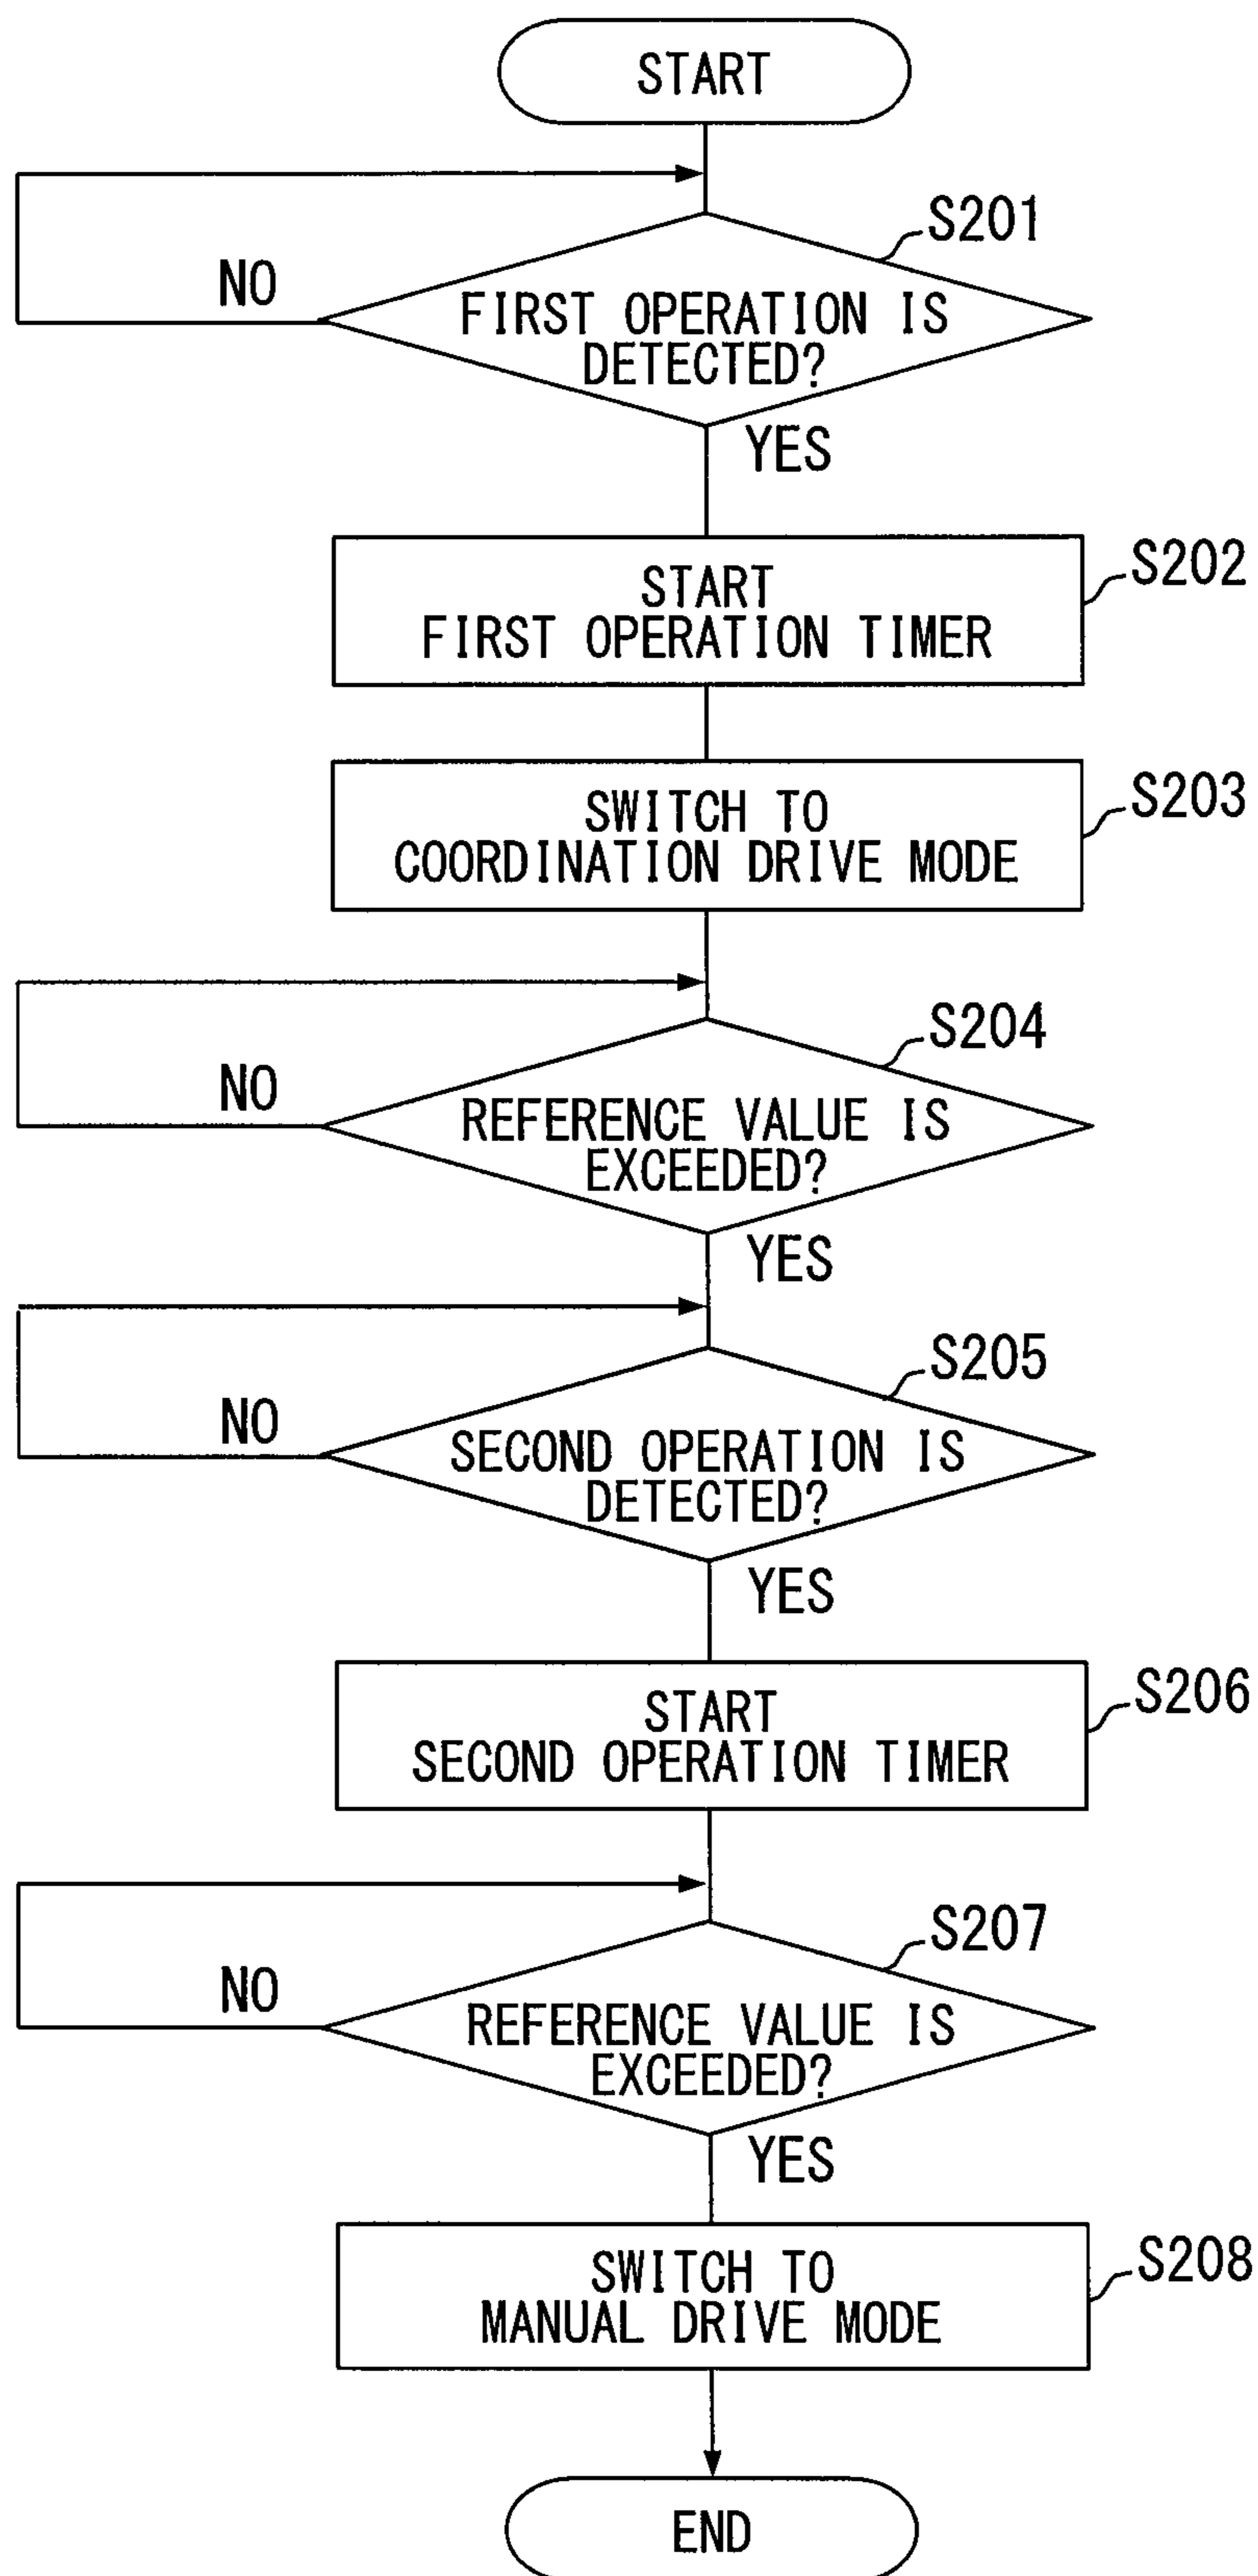 START
S201
NO
FIRST OPERATION IS
DETECTED?
YES
S202
START
FIRST OPERATION TIMER
S203
SWITCH TO
COORDINATION DRIVE MODE
S204
NO
REFERENCE VALUE IS
EXCEEDED?
YES
S205
NO
SECOND OPERATION IS
DETECTED?
YES
S206
START
SECOND OPERATION TIMER
S207
NO
REFERENCE VALUE IS
EXCEEDED?
YES
S208
SWITCH TO
MANUAL DRIVE MODE
END